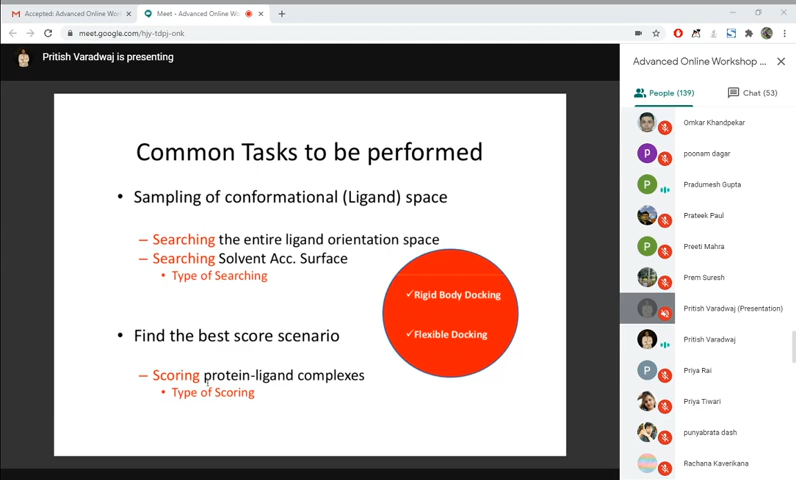 Accepted: Advanced Online Wo
Meet - Advanced Online W
meet.google.com/hjy-tdpj-onk
Pritish Varadwaj is presenting
Common Tasks to be performed
• Sampling of conformational (Ligand) space
– Searching the entire ligand orientation space
– Searching Solvent Acc. Surface
• Type of Searching
✓Rigid Body Docking
✓Flexible Docking
• Find the best score scenario
– Scoring protein-ligand complexes
• Type of Scoring
Advanced Online Workshop ...
People (139)
Chat (53)
Omkar Khandpekar
p poonam dagar
P Pradumesh Gupta
Prateek Paul
P Preeti Mahra
Prem Suresh
Pritish Varadwaj (Presentation)
Pritish Varadwaj
P Priya Rai
Priya Tiwari
punyabrata dash
Rachana Kaverikana